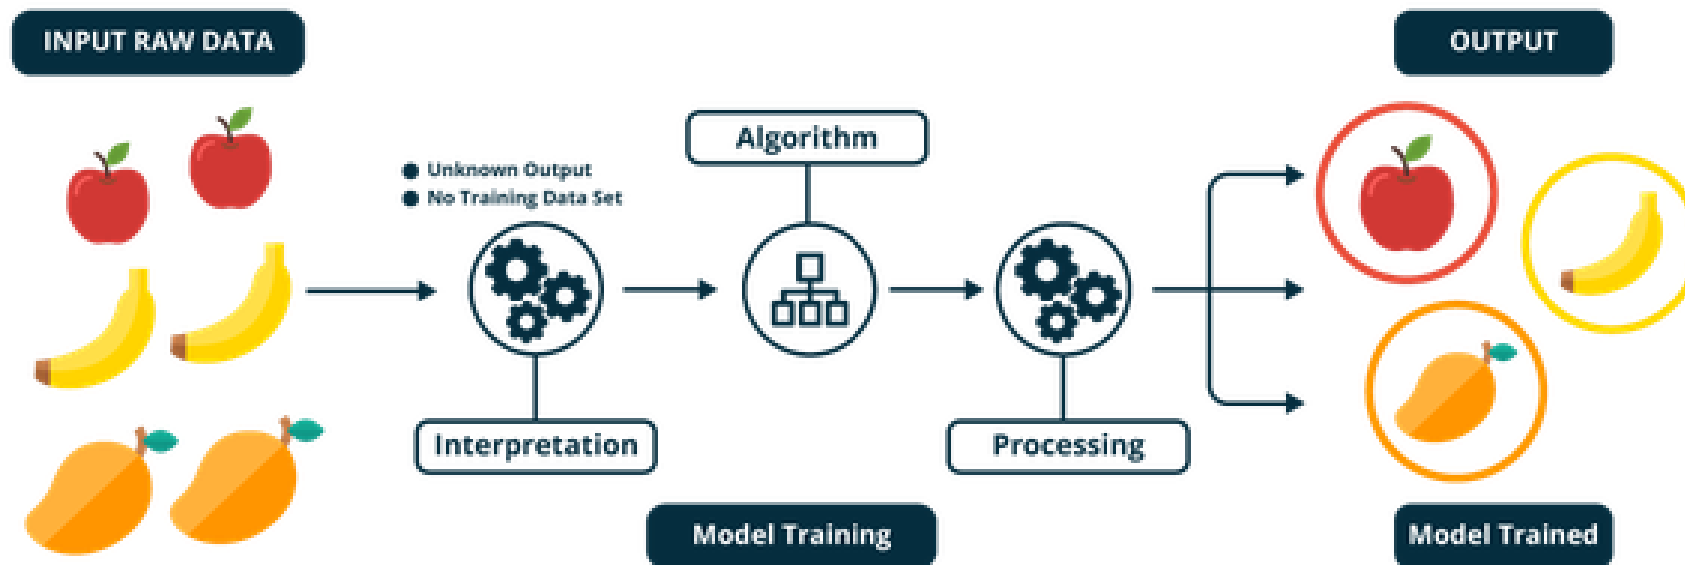 INPUT RAW DATA
OUTPUT
Algorithm
● Unknown Output
● No Training Data Set
Interpretation
Processing
Model Training
Model Trained